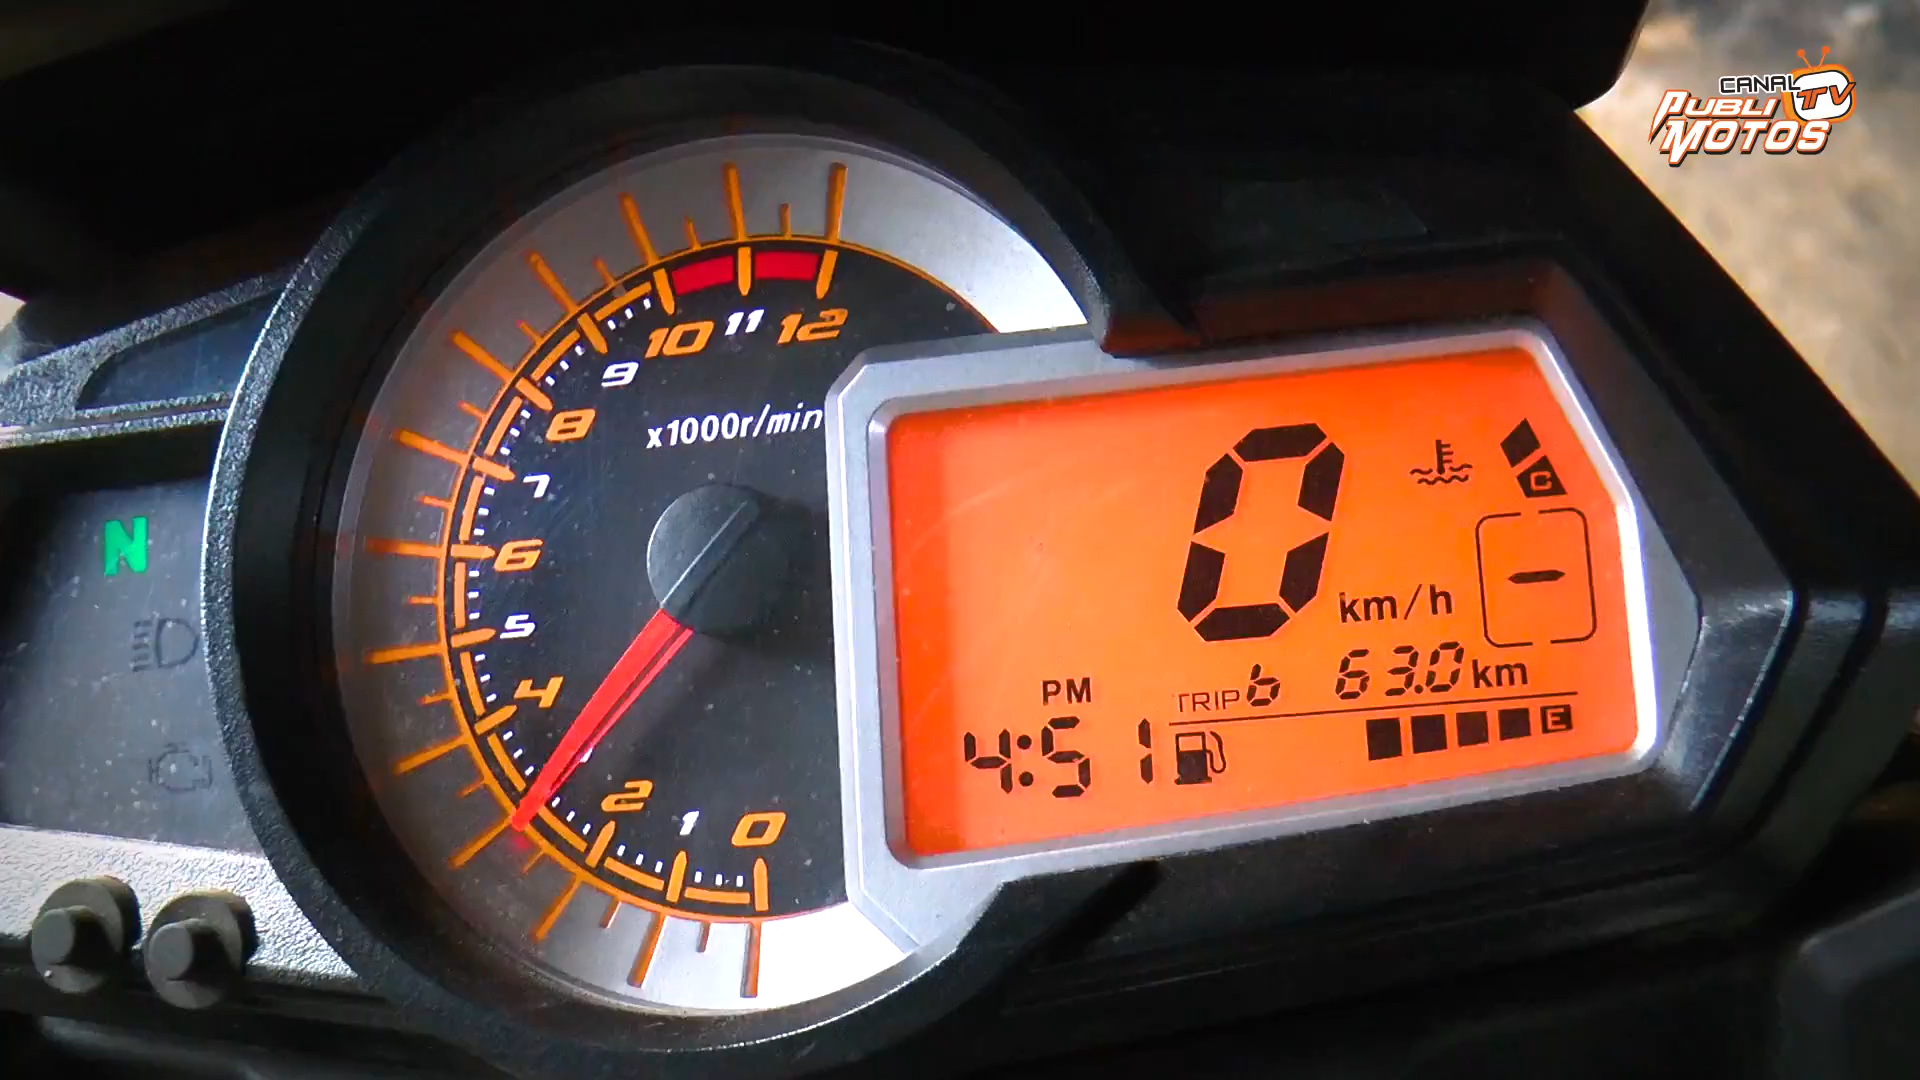 CANAL
PUBLI TV
MOTOS
10 11 12
9
8
x1000r/min
7
6
5
4
2
1
0
N
0
km/h
C
-
PM
TRIP b 63.0 km
4:51
E